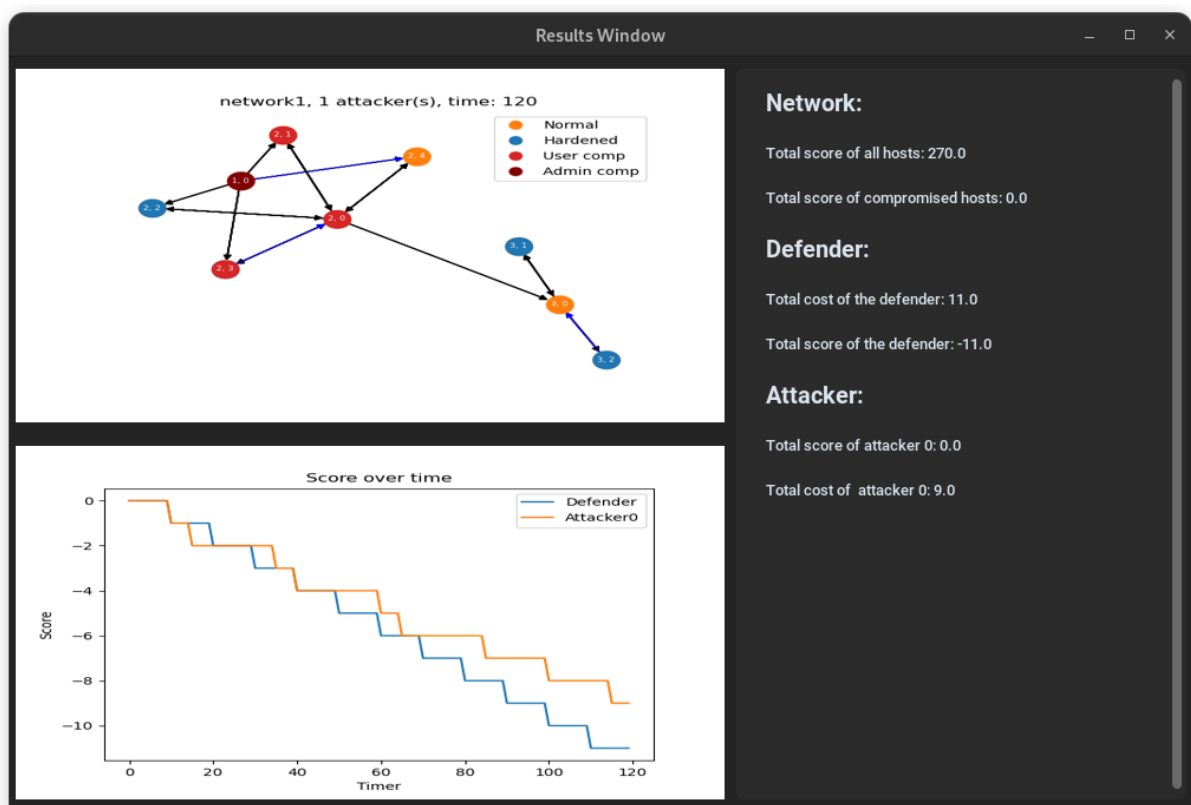 Results Window
network1, 1 attacker(s), time: 120
Normal
Hardened
User comp
Admin comp
2, 1
2, 4
1, 0
2, 2
2, 0
2, 3
3, 1
3, 0
3, 2
Score over time
Defender
Attacker0
0
−2
−4
−6
−8
−10
Score
0 20 40 60 80 100 120
Timer
Network:
Total score of all hosts: 270.0
Total score of compromised hosts: 0.0
Defender:
Total cost of the defender: 11.0
Total score of the defender: -11.0
Attacker:
Total score of attacker 0: 0.0
Total cost of  attacker 0: 9.0